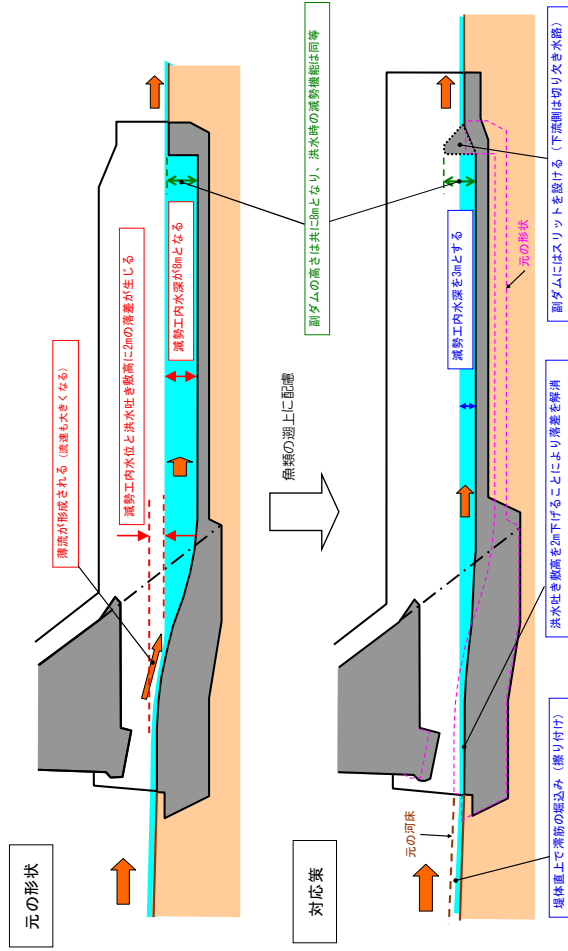 元の形状
薄流が形成される（流速も大きくなる）
減勢工内水位と洪水吐き敷高に2mの落差が生じる
減勢工内水深が8mとなる
副ダムの高さは共に8mとなり、洪水時の減勢機能は同等
魚類の遡上に配慮
対応策
元の河床
減勢工内水深を3mとする
元の形状
堤体直上で澪筋の堀込み（擦り付け）
洪水吐き敷高を2m下げることにより落差を解消
副ダムにはスリットを設ける（下流側は切り欠き水路）